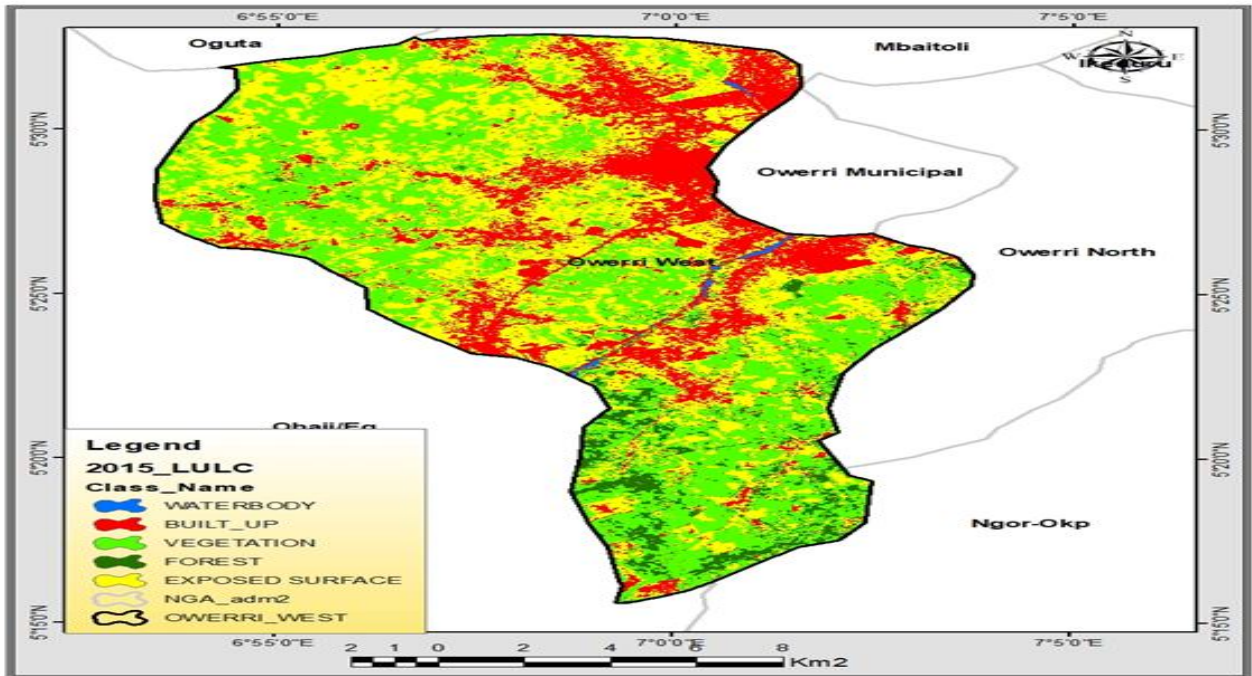 6°55'0"E 7°0'0"E 7°5'0"E
Oguta
Mbaitoli
N
W E
S
5°30'0"N 5°30'0"N
Owerri Municipal
Owerri North
Owerri West
5°25'0"N 5°25'0"N
Ohaji/Eg
Legend
2015_LULC
Class_Name
WATERBODY
BUILT_UP
VEGETATION
FOREST
EXPOSED SURFACE
NGA_adm2
OWERRI_WEST
5°20'0"N 5°20'0"N
Ngor-Okp
5°15'0"N 5°15'0"N
6°55'0"E 7°0'0"E 7°5'0"E
2 1 0 2 4 6 8
Km2